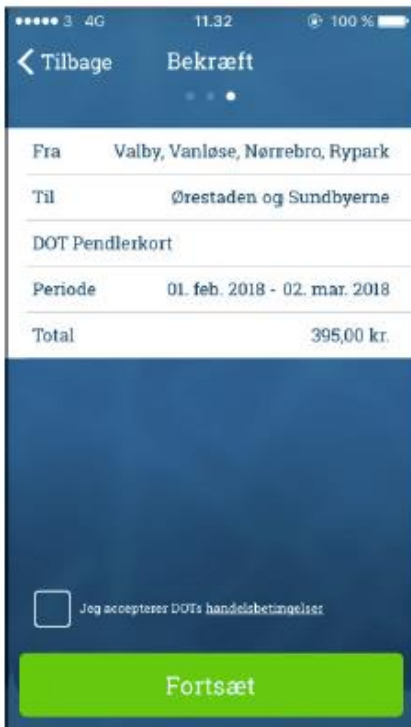 3 4G 11.32 100 %
Tilbage Bekræft
Fra Valby, Vanløse, Nørrebro, Rypark
Til Ørestaden og Sundbyerne
DOT Pendlerkort
Periode 01. feb. 2018 - 02. mar. 2018
Total 395,00 kr.
Jeg accepterer DOTs handelsbetingelser
Fortsæt